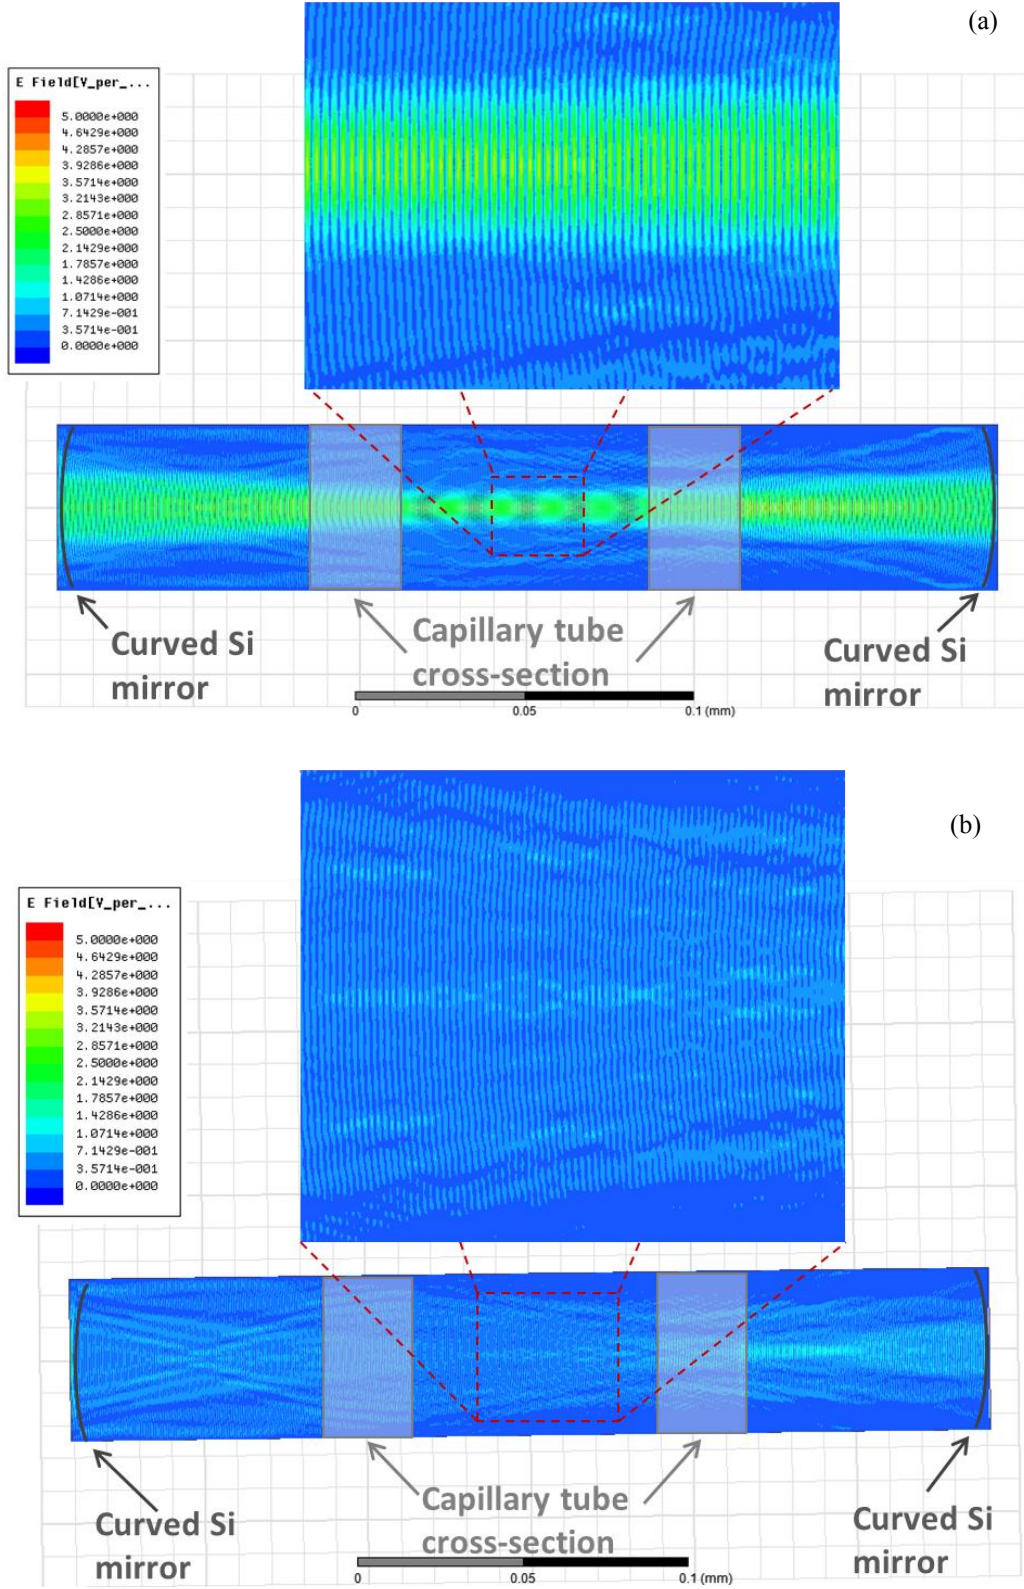 (a)
E Field[V_per_...
5.0000e+000
4.6429e+000
4.2857e+000
3.9286e+000
3.5714e+000
3.2143e+000
2.8571e+000
2.5000e+000
2.1429e+000
1.7857e+000
1.4286e+000
1.0714e+000
7.1429e-001
3.5714e-001
0.0000e+000
Curved Si
mirror
Capillary tube
cross-section
Curved Si
mirror
0 0.05 0.1 (mm)
(b)
E Field[V_per_...
5.0000e+000
4.6429e+000
4.2857e+000
3.9286e+000
3.5714e+000
3.2143e+000
2.8571e+000
2.5000e+000
2.1429e+000
1.7857e+000
1.4286e+000
1.0714e+000
7.1429e-001
3.5714e-001
0.0000e+000
Curved Si
mirror
Capillary tube
cross-section
Curved Si
mirror
0 0.05 0.1 (mm)